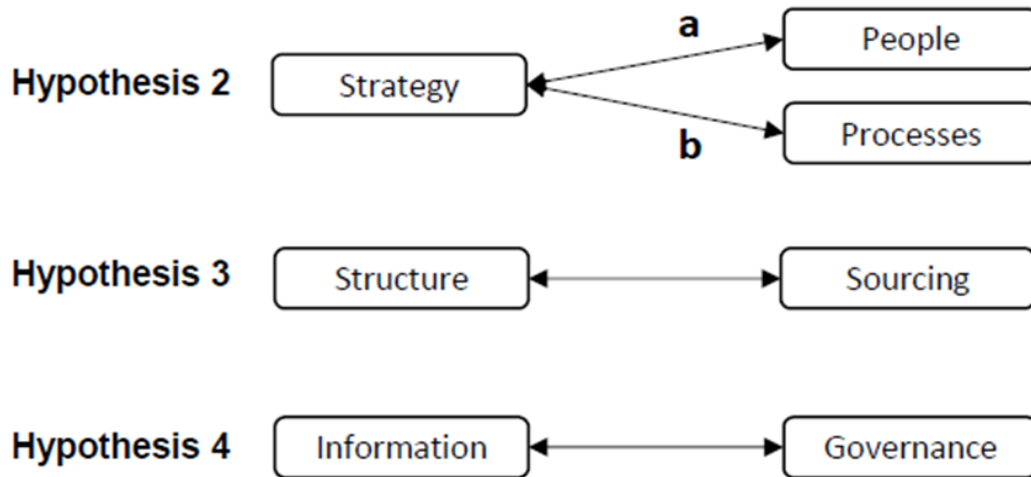 a
People
Hypothesis 2
Strategy
b
Processes
Hypothesis 3
Structure
Sourcing
Hypothesis 4
Information
Governance